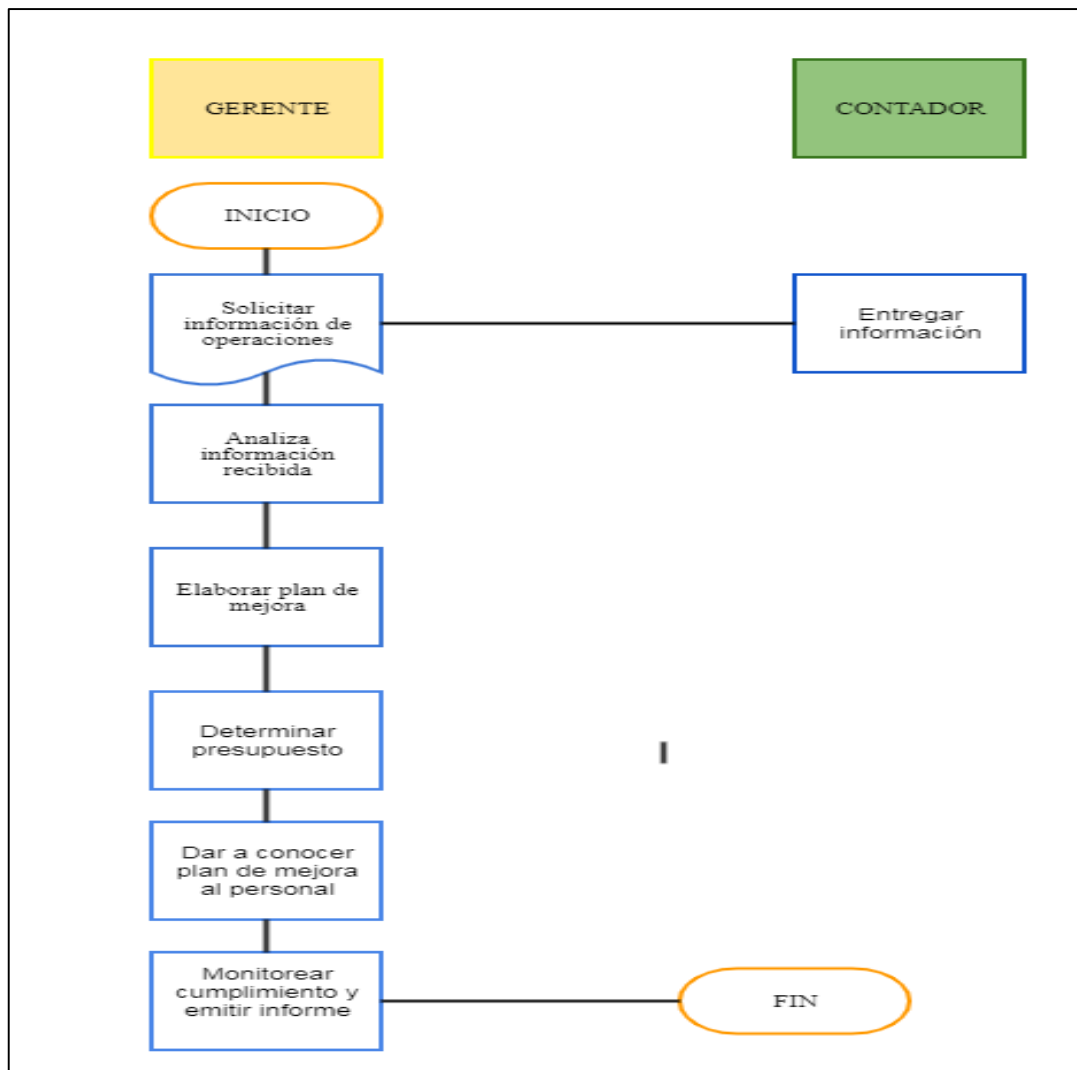 GERENTE
CONTADOR
INICIO
Solicitar
información de
operaciones
Entregar
información
Analiza
información
recibida
Elaborar plan de
mejora
Determinar
presupuesto
Dar a conocer
plan de mejora
al personal
Monitorear
cumplimiento y
emitir informe
FIN